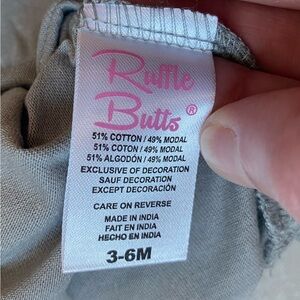 Ruffle
Butts®
51% COTTON / 49% MODAL
51% COTON / 49% MODAL
51% ALGODÓN / 49% MODAL
EXCLUSIVE OF DECORATION
SAUF DECORATION
EXCEPT DECORACIÓN
CARE ON REVERSE
MADE IN INDIA
FAIT EN INDIA
HECHO EN INDIA
3-6M